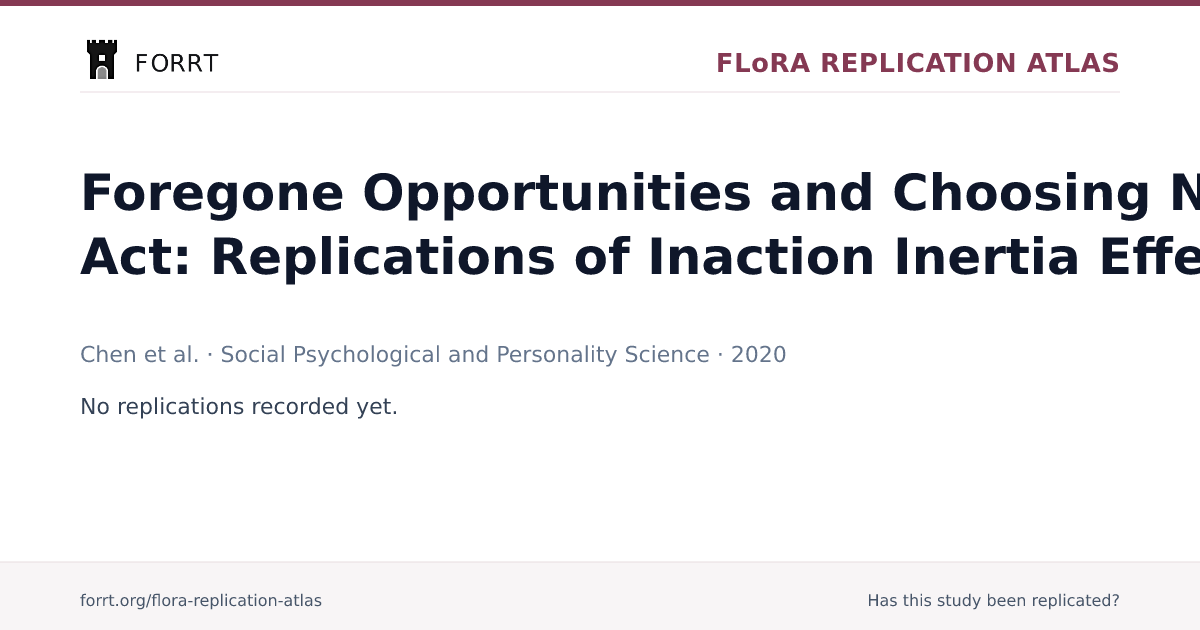 FORRT
FLoRA REPLICATION ATLAS
Foregone Opportunities and Choosing
Act: Replications of Inaction Inertia
Chen et al. · Social Psychological and Personality Science · 2020
No replications recorded yet.
forrt.org/flora-replication-atlas
Has this study been replicated?